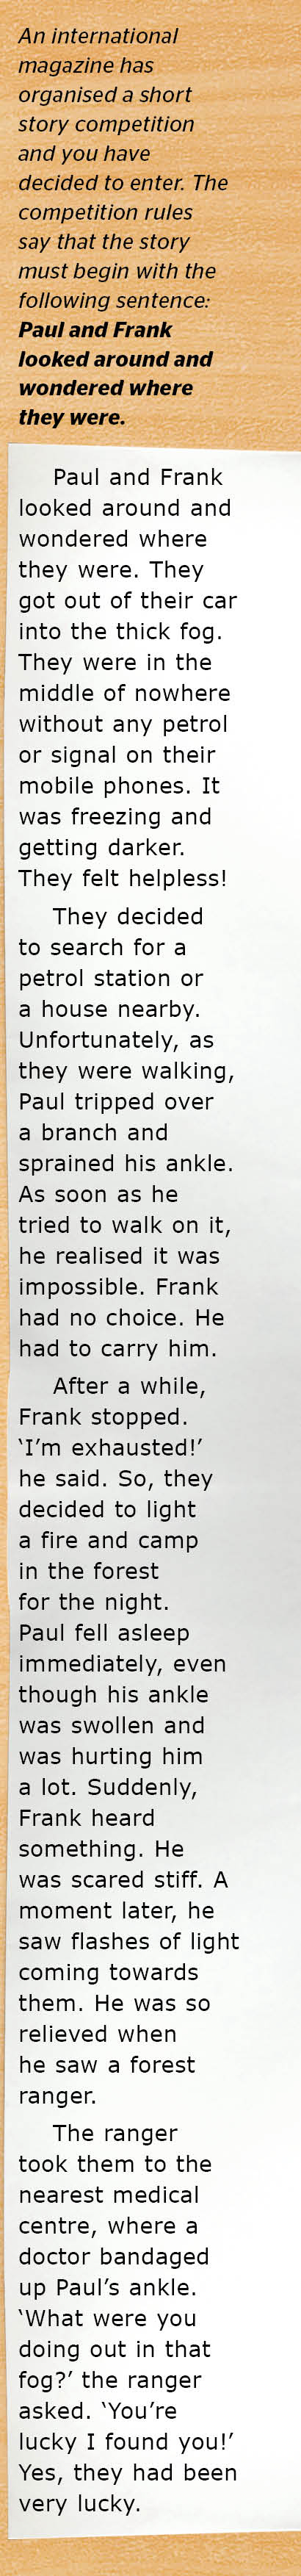 An international
magazine has
organised a short
story competition
and you have
decided to enter. The
competition rules
say that the story
must begin with the
following sentence:
Paul and Frank
looked around and
wondered where
they were.
Paul and Frank
looked around and
wondered where
they were. They
got out of their car
into the thick fog.
They were in the
middle of nowhere
without any petrol
or signal on their
mobile phones. It
was freezing and
getting darker.
They felt helpless!
They decided
to search for a
petrol station or
a house nearby.
Unfortunately, as
they were walking,
Paul tripped over
a branch and
sprained his ankle.
As soon as he
tried to walk on it,
he realised it was
impossible. Frank
had no choice. He
had to carry him.
After a while,
Frank stopped.
‘I’m exhausted!’
he said. So, they
decided to light
a fire and camp
in the forest
for the night.
Paul fell asleep
immediately, even
though his ankle
was swollen and
was hurting him
a lot. Suddenly,
Frank heard
something. He
was scared stiff. A
moment later, he
saw flashes of light
coming towards
them. He was so
relieved when
he saw a forest
ranger.
The ranger
took them to the
nearest medical
centre, where a
doctor bandaged
up Paul’s ankle.
‘What were you
doing out in that
fog?’ the ranger
asked. ‘You’re
lucky I found you!’
Yes, they had been
very lucky.